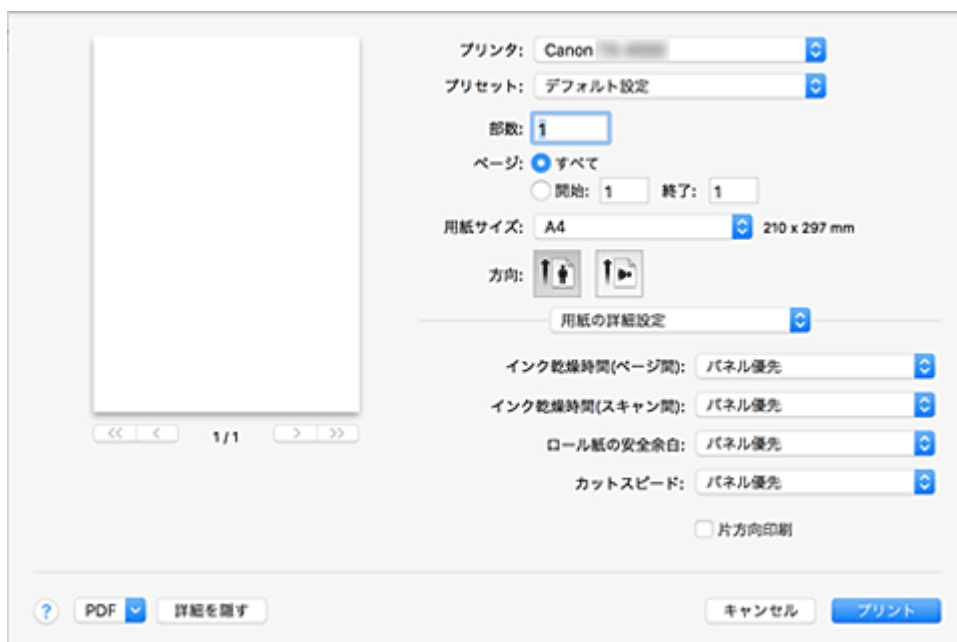 プリンタ: Canon
プリセット: デフォルト設定
部数: 1
ページ: すべて
開始: 1 終了: 1
用紙サイズ: A4 210 x 297 mm
方向:
用紙の詳細設定
インク乾燥時間(ページ間): パネル優先
インク乾燥時間(スキャン間): パネル優先
ロール紙の安全余白: パネル優先
カットスピード: パネル優先
片方向印刷
<< < 1 / 1 > >>
? PDF 詳細を隠す キャンセル プリント